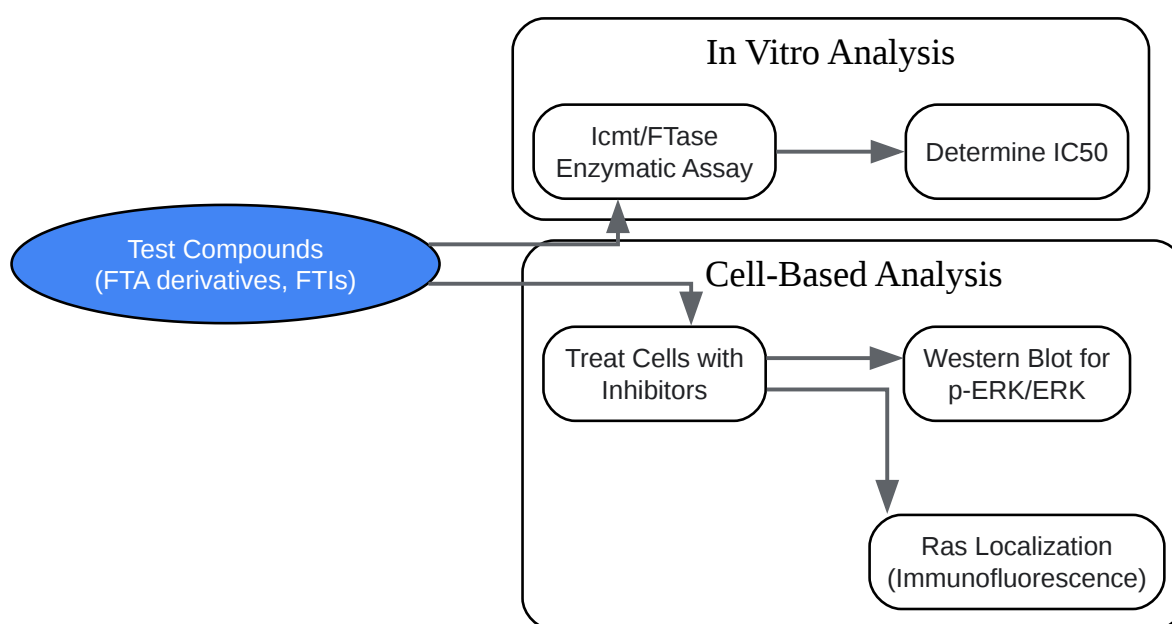 In Vitro Analysis
Icmt/FTase
Enzymatic Assay
Determine IC50
Test Compounds
(FTA derivatives, FTIs)
Cell-Based Analysis
Treat Cells with
Inhibitors
Western Blot for
p-ERK/ERK
Ras Localization
(Immunofluorescence)